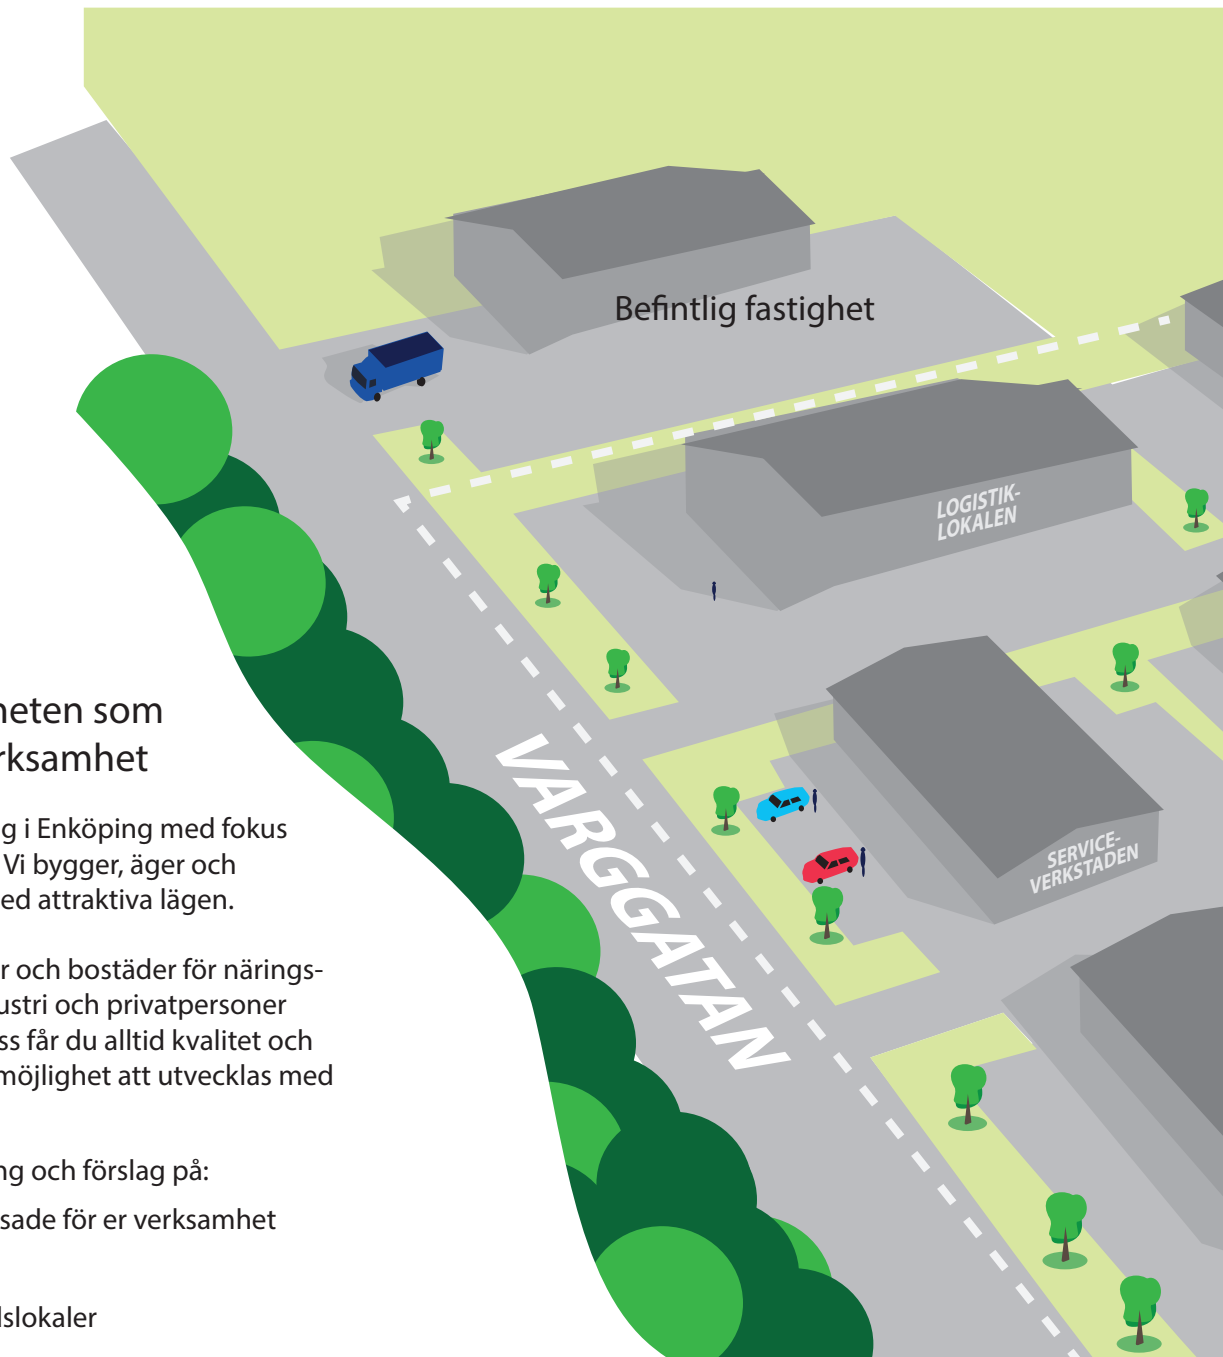 Befintlig fastighet
LOGISTIK-
LOKALEN
SERVICE-
VERKSTADEN
VARGGATAN
heten som
rksamhet
g i Enköping med fokus
Vi bygger, äger och
ed attraktiva lägen.
r och bostäder för närings-
ustri och privatpersoner
ss får du alltid kvalitet och
möjlighet att utvecklas med
ng och förslag på:
sade för er verksamhet
lslokaler